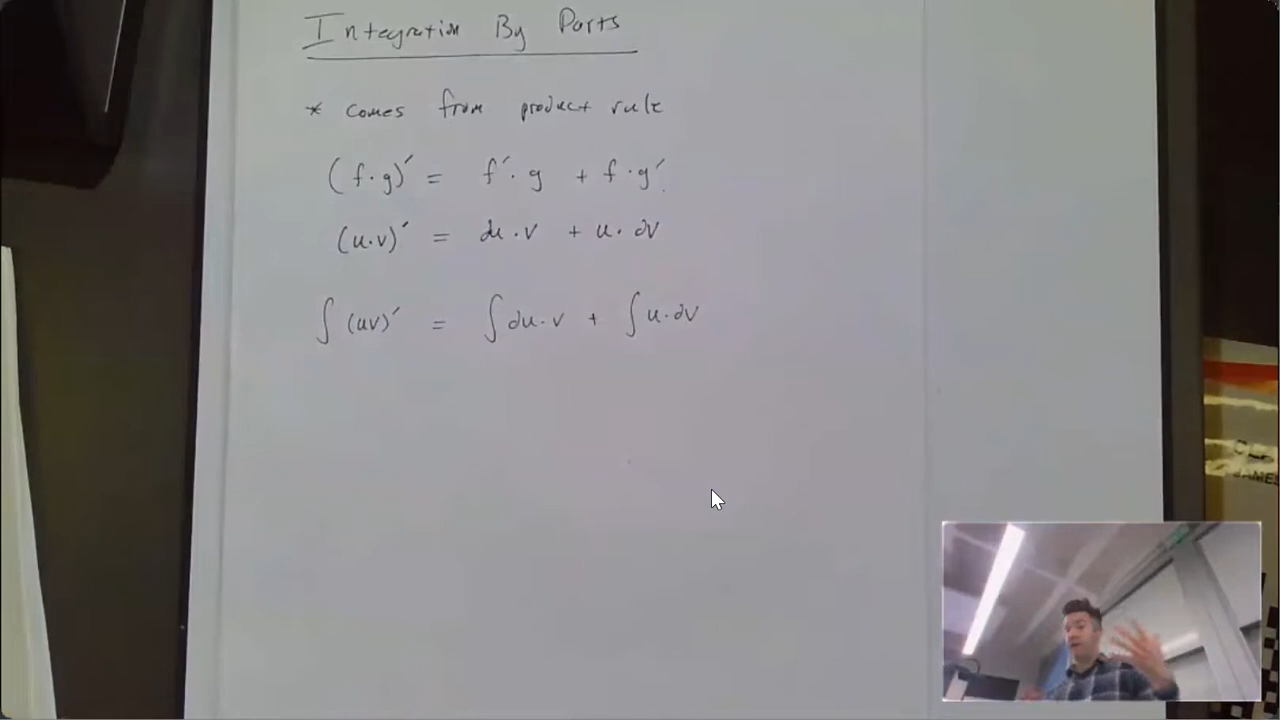 Integration By Parts
* comes from product rule
(f·g)′ = f′·g + f·g′
(u·v)′ = du·v + u·dv
∫(uv)′ = ∫du·v + ∫u·dv